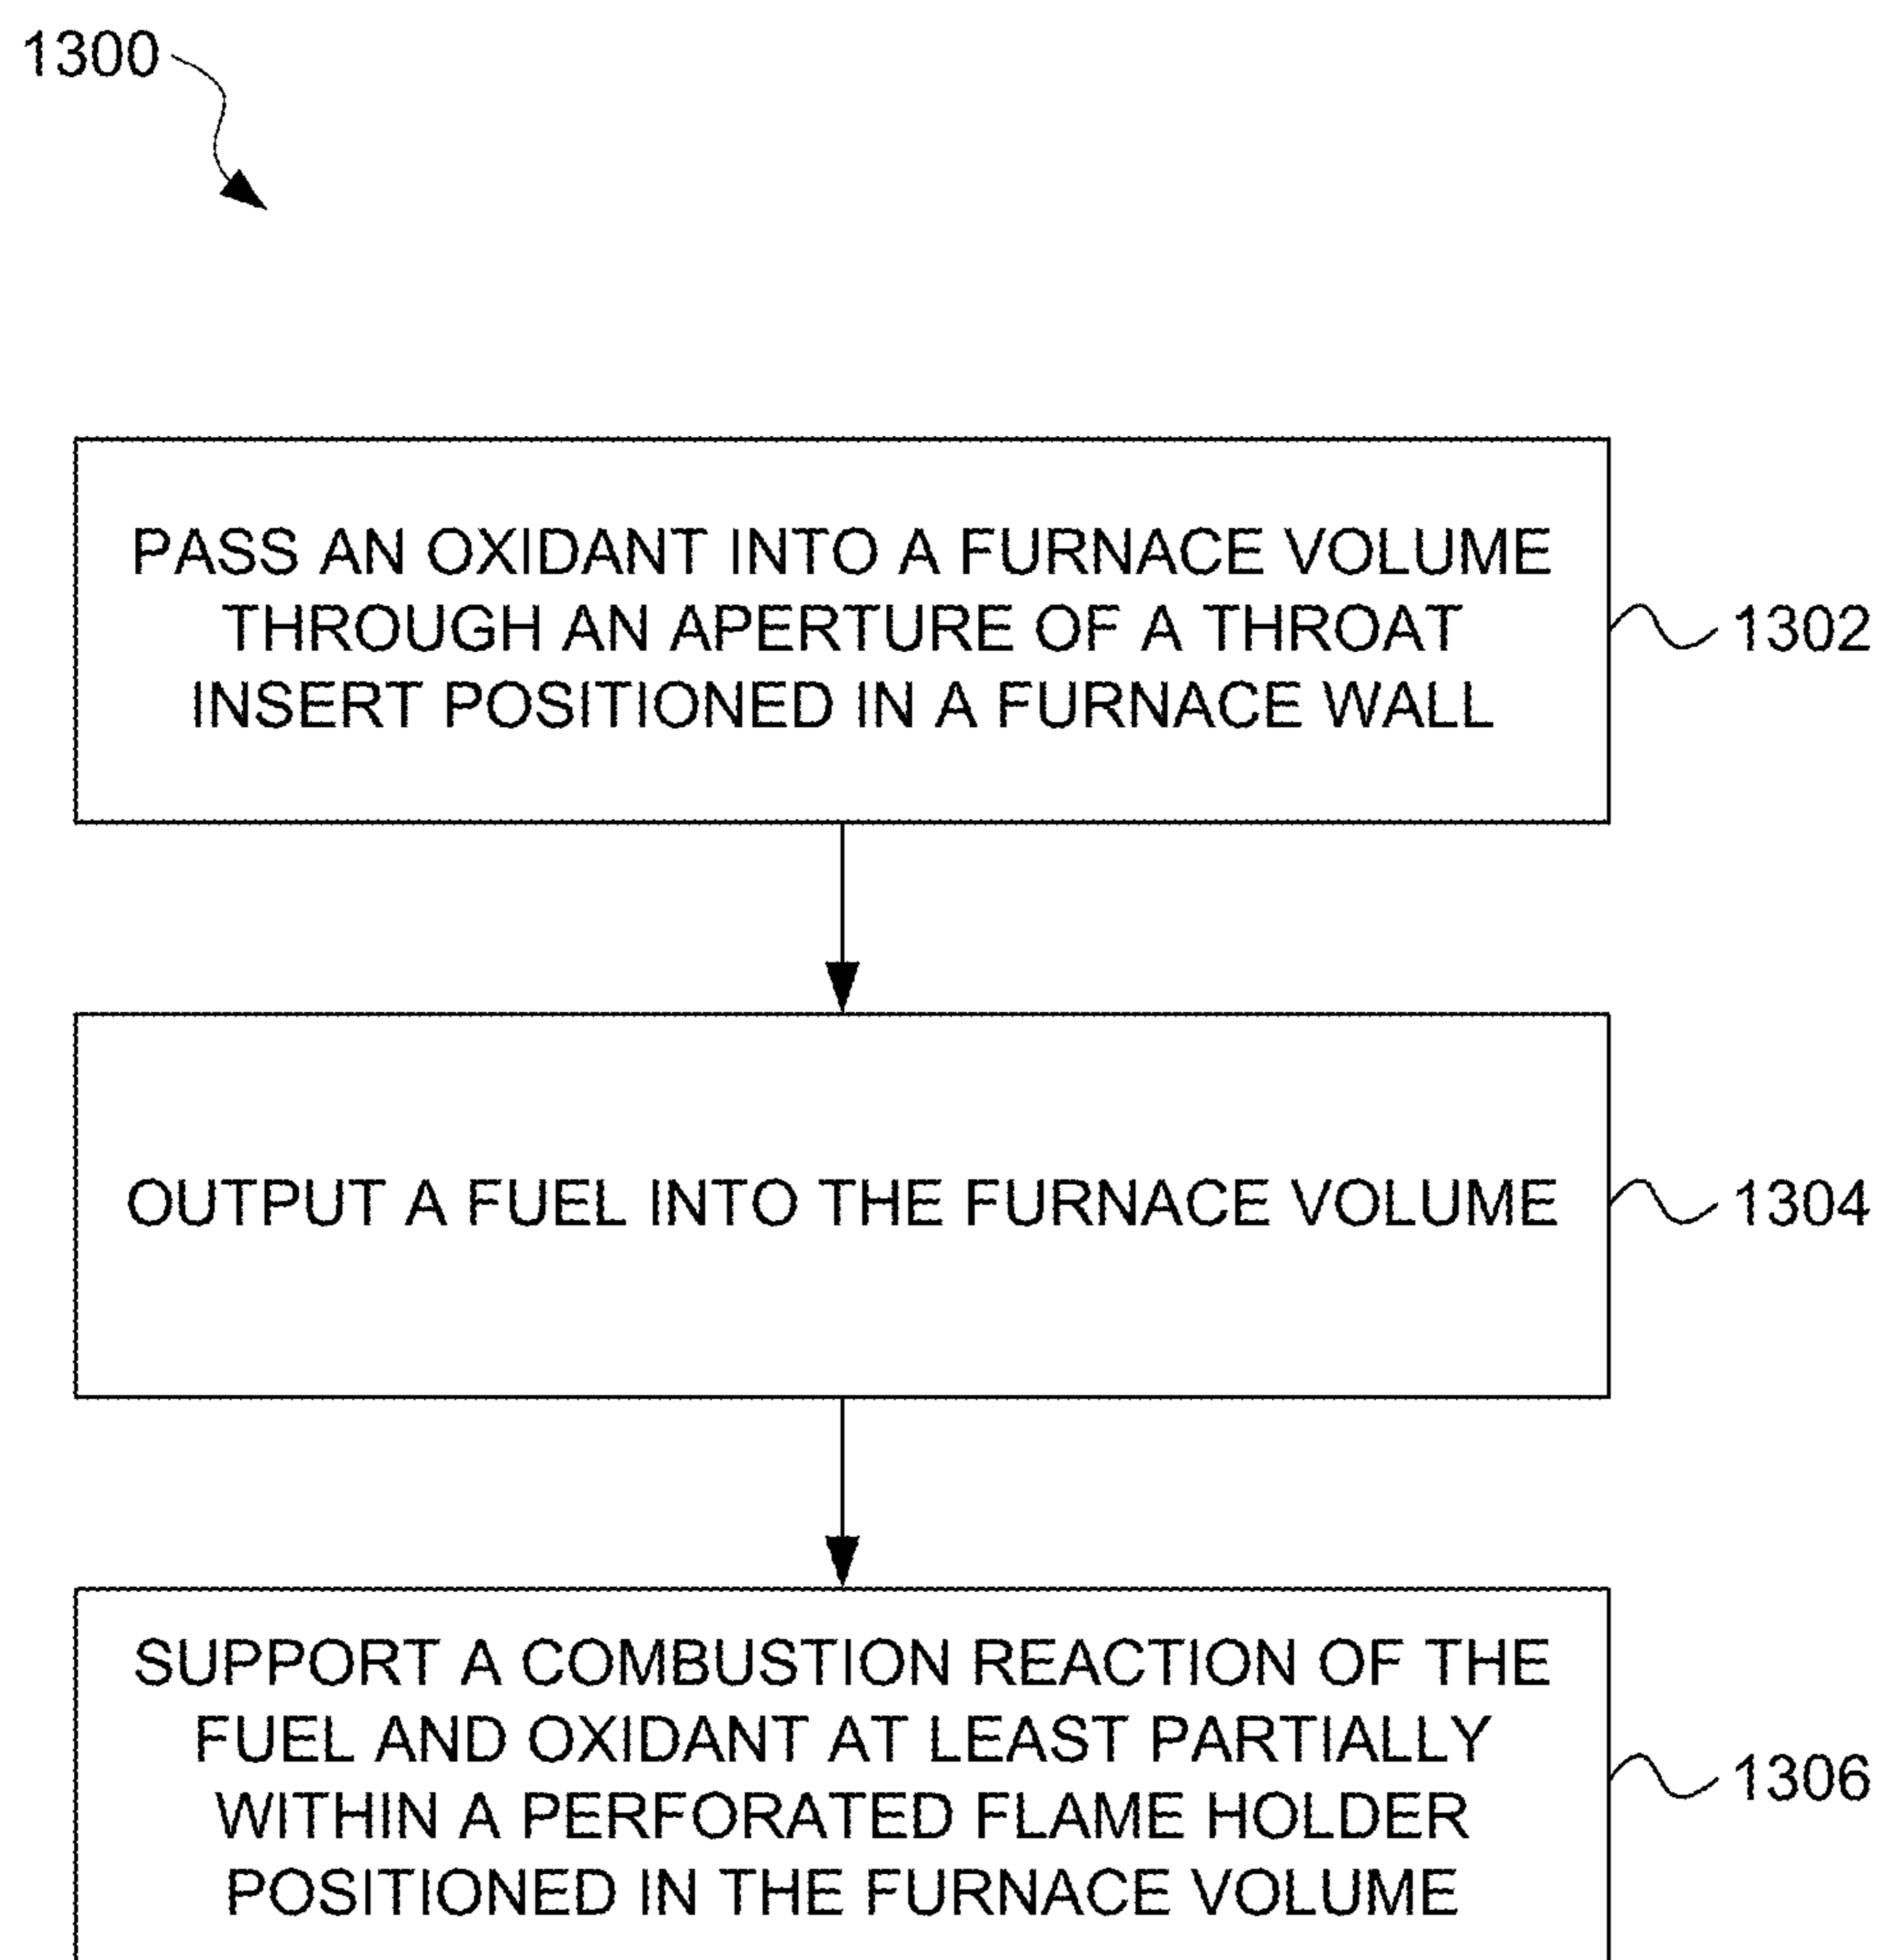 1300
PASS AN OXIDANT INTO A FURNACE VOLUME
THROUGH AN APERTURE OF A THROAT
INSERT POSITIONED IN A FURNACE WALL
1302
OUTPUT A FUEL INTO THE FURNACE VOLUME
1304
SUPPORT A COMBUSTION REACTION OF THE
FUEL AND OXIDANT AT LEAST PARTIALLY
WITHIN A PERFORATED FLAME HOLDER
POSITIONED IN THE FURNACE VOLUME
1306